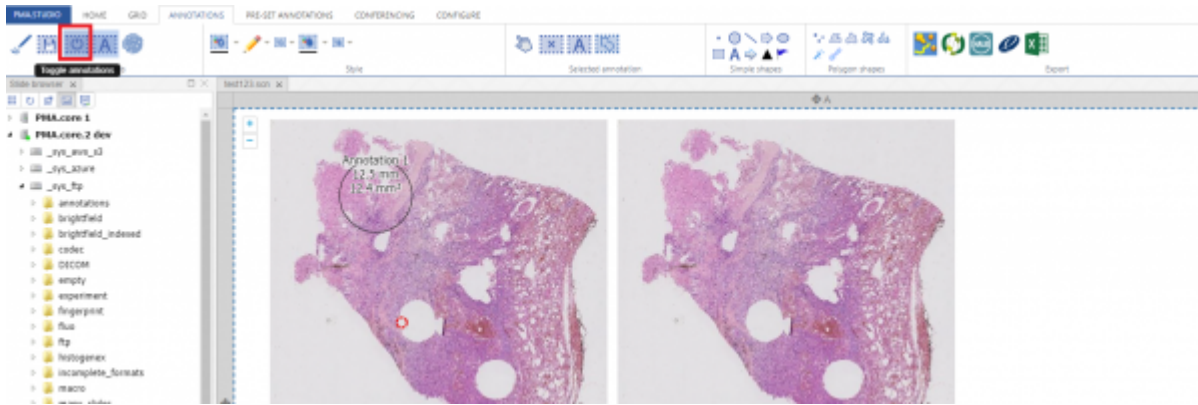 PMA.STUDIO HOME GRID ANNOTATIONS PRE-SET ANNOTATIONS CONFERENCING CONFIGURE
A
Toggle annotations
Style
Selected annotation
A
Simple shapes
Polygon shapes
Export
Slide browser
test123.scn
A
PMA.core 1
PMA.core.2 dev
_sys_aws_s3
_sys_azure
_sys_ftp
annotations
brightfield
brightfield_indexed
codec
DICOM
empty
experiment
fingerprint
fluo
ftp
histogenex
incomplete_formats
macro
many_slides
Annotation 1
12.5 mm
12.4 mm²